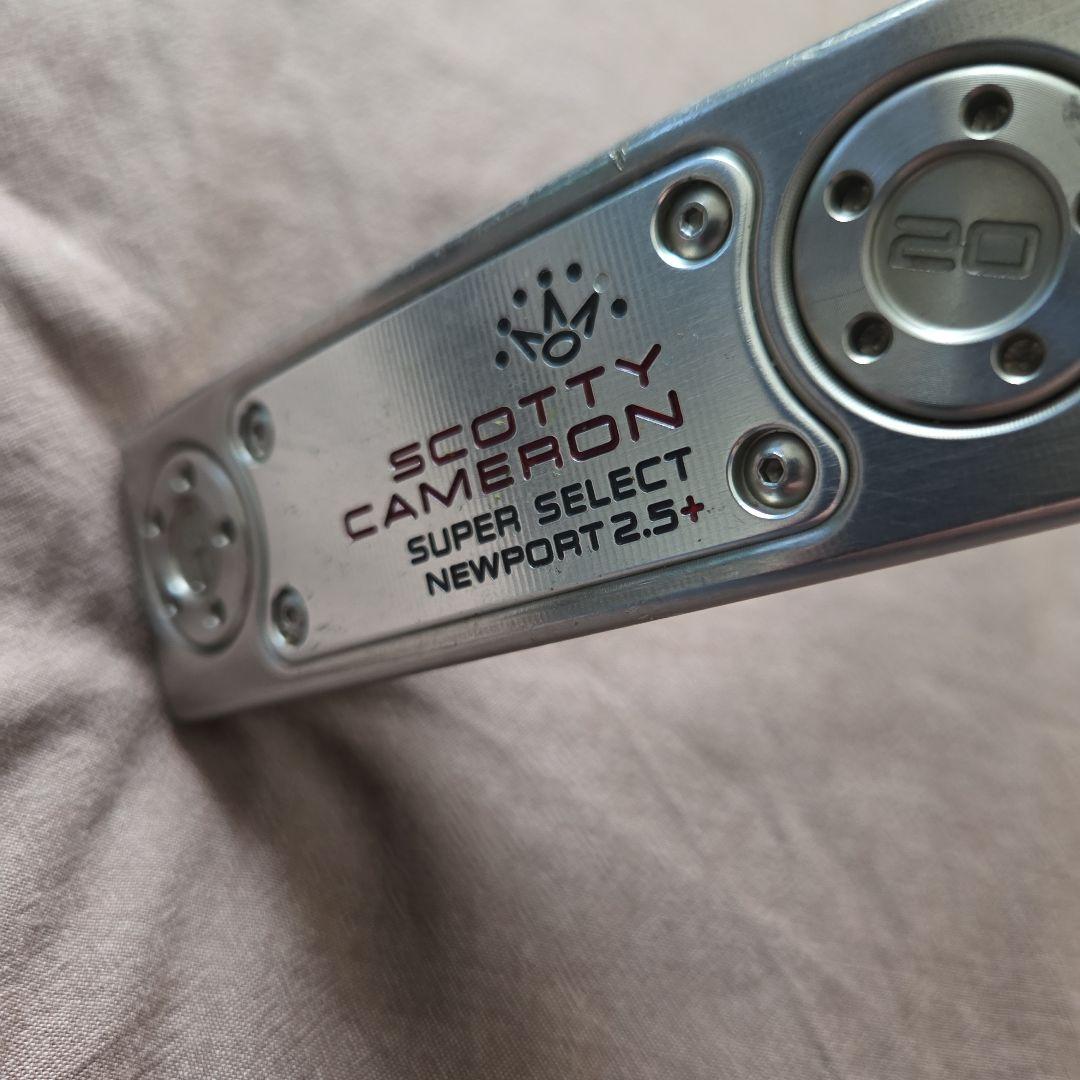 SCOTTY
CAMERON
SUPER SELECT
NEWPORT 2.5+
20